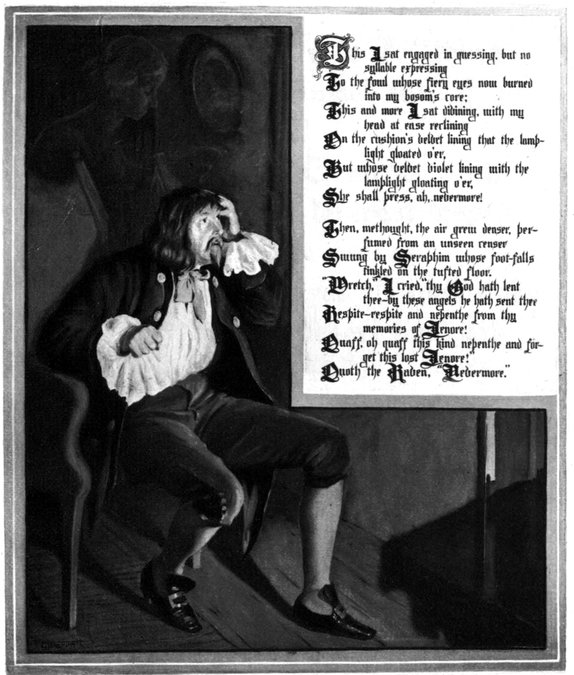 This I sat engaged in guessing, but no
syllable expressing
To the fowl whose fiery eyes now burned
into my bosom's core;
This and more I sat divining, with my
head at ease reclining
On the cushion's velvet lining that the lamp-
light gloated o'er,
But whose velvet violet lining with the
lamplight gloating o'er,
She shall press, ah, nevermore!
Then, methought, the air grew denser, per-
fumed from an unseen censer
Swung by Seraphim whose foot-falls
tinkled on the tufted floor.
"Wretch," I cried, "thy God hath lent
thee-by these angels he hath sent thee
Respite-respite and nepenthe from thy
memories of Lenore!
Quaff, oh quaff this kind nepenthe and for-
get this lost Lenore!"
Quoth the Raven, "Nevermore."